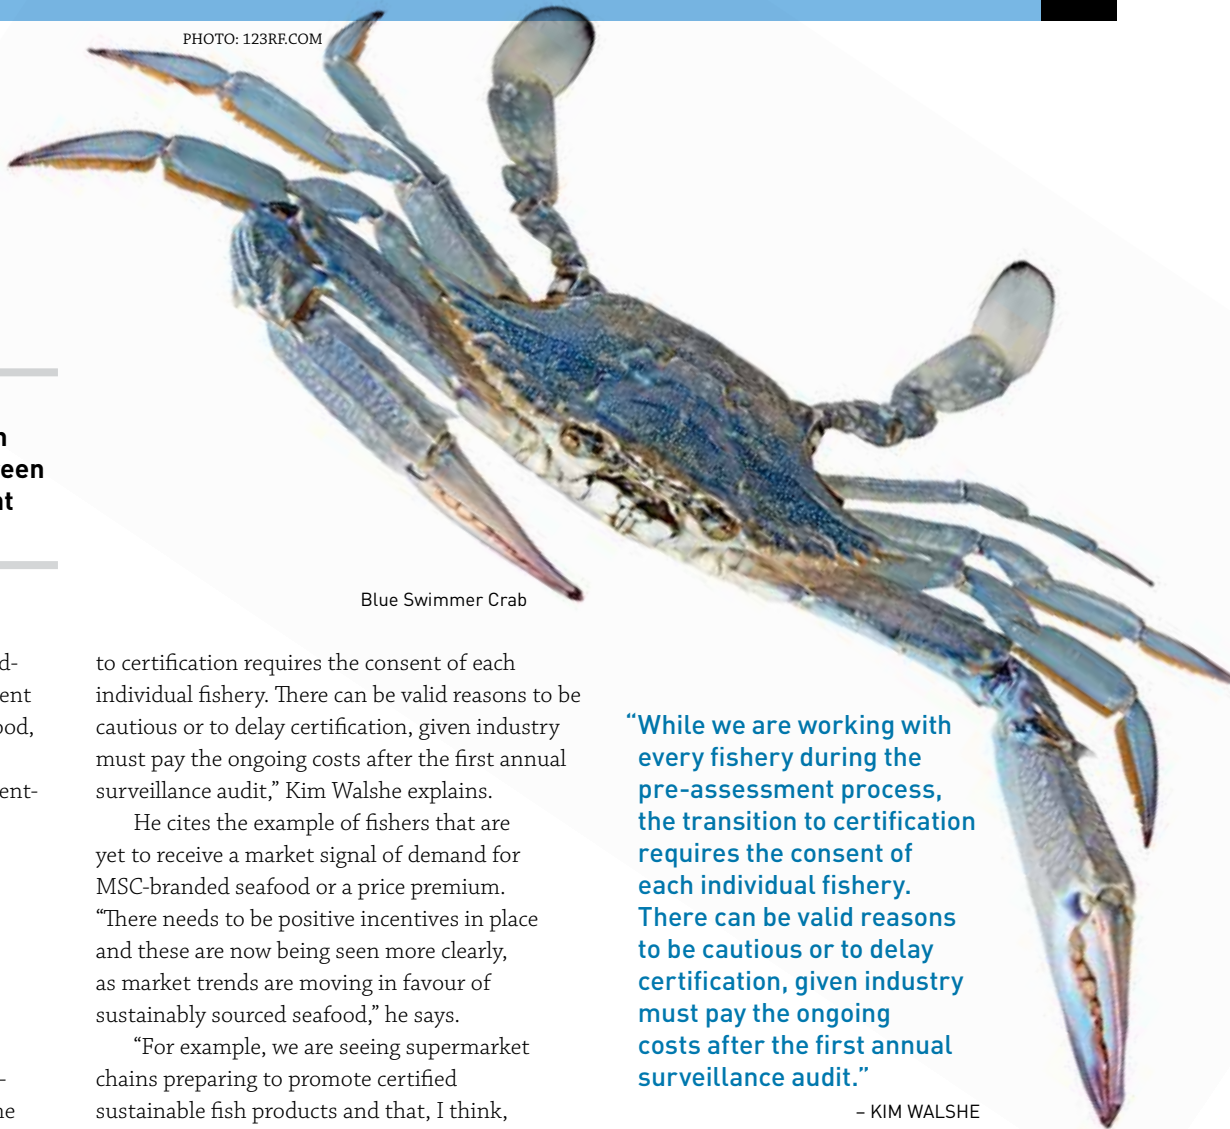 PHOTO: 123RF.COM
Blue Swimmer Crab
to certification requires the consent of each
individual fishery. There can be valid reasons to be
cautious or to delay certification, given industry
must pay the ongoing costs after the first annual
surveillance audit,” Kim Walshe explains.
He cites the example of fishers that are
yet to receive a market signal of demand for
MSC-branded seafood or a price premium.
“There needs to be positive incentives in place
and these are now being seen more clearly,
as market trends are moving in favour of
sustainably sourced seafood,” he says.
“For example, we are seeing supermarket
chains preparing to promote certified
sustainable fish products and that, I think,
“While we are working with
every fishery during the
pre-assessment process,
the transition to certification
requires the consent of
each individual fishery.
There can be valid reasons
to be cautious or to delay
certification, given industry
must pay the ongoing
costs after the first annual
surveillance audit.”
– KIM WALSHE